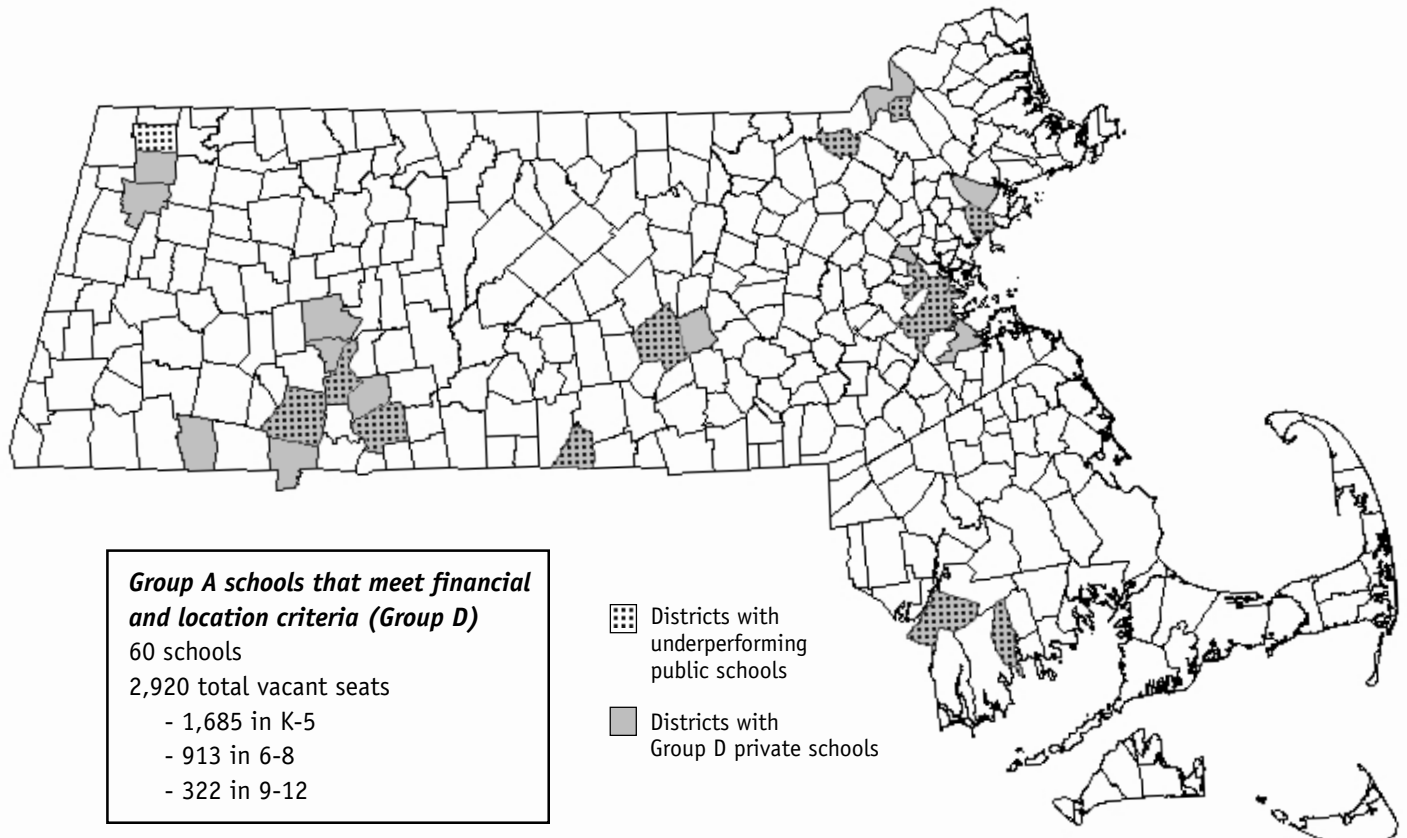 Group A schools that meet financial
and location criteria (Group D)
60 schools
2,920 total vacant seats
- 1,685 in K-5
- 913 in 6-8
- 322 in 9-12
Districts with
underperforming
public schools
Districts with
Group D private schools